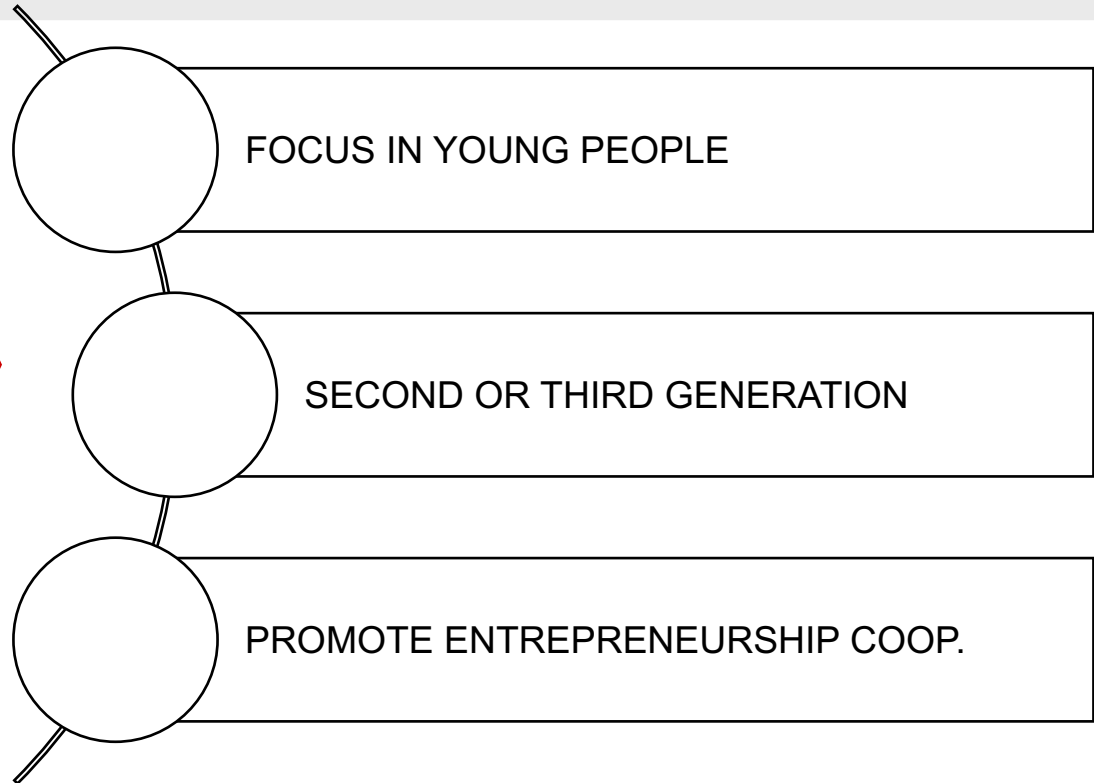 FOCUS IN YOUNG PEOPLE
SECOND OR THIRD GENERATION
PROMOTE ENTREPRENEURSHIP COOP.